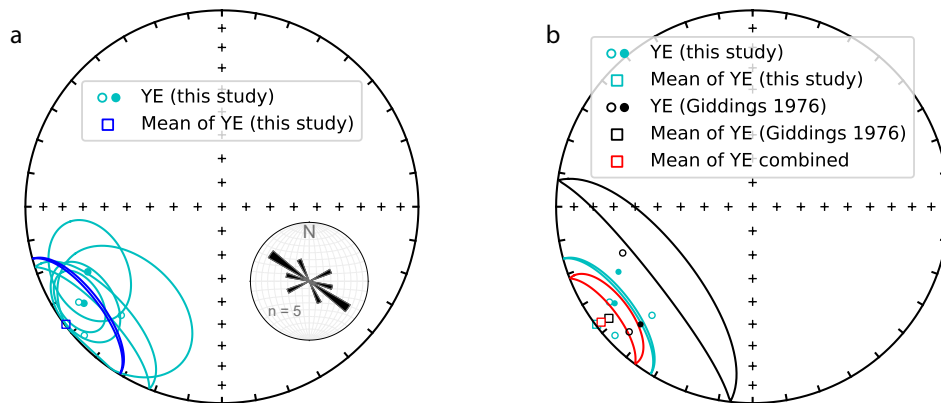 a
YE (this study)
Mean of YE (this study)
N
n = 5
b
YE (this study)
Mean of YE (this study)
YE (Giddings 1976)
Mean of YE (Giddings 1976)
Mean of YE combined